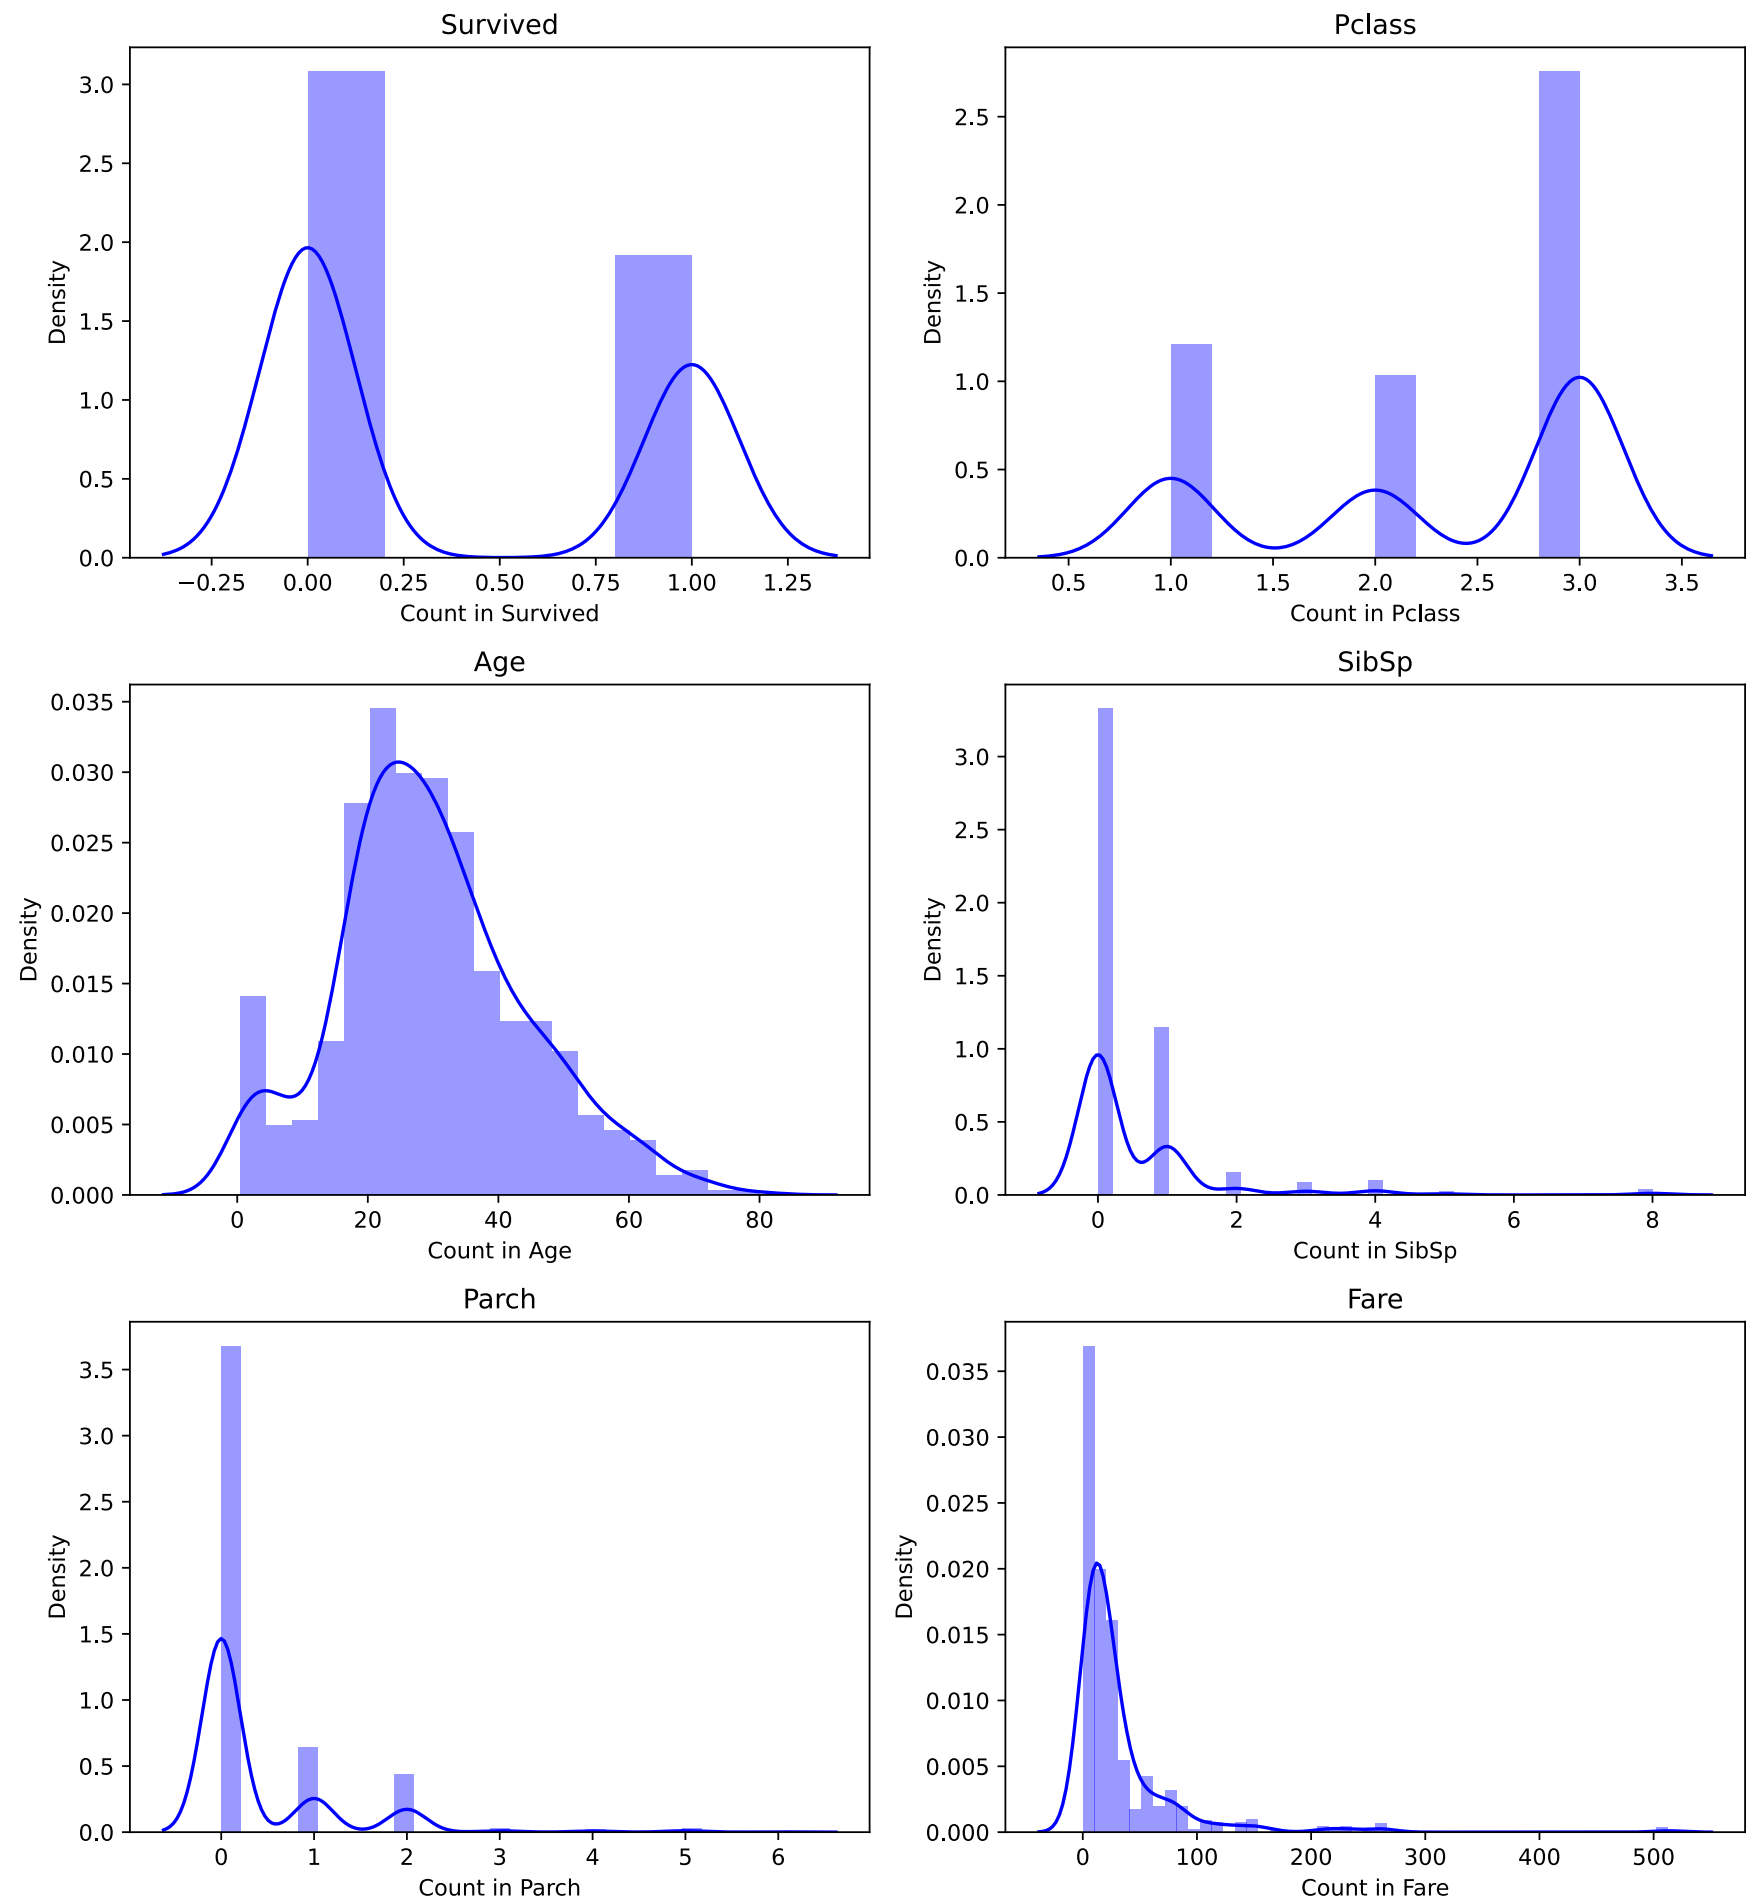 Survived
3.0
2.5
2.0
1.5
1.0
0.5
0.0
Density
−0.25 0.00 0.25 0.50 0.75 1.00 1.25
Count in Survived
Pclass
2.5
2.0
1.5
1.0
0.5
0.0
Density
0.5 1.0 1.5 2.0 2.5 3.0 3.5
Count in Pclass
Age
0.035
0.030
0.025
0.020
0.015
0.010
0.005
0.000
Density
0 20 40 60 80
Count in Age
SibSp
3.0
2.5
2.0
1.5
1.0
0.5
0.0
Density
0 2 4 6 8
Count in SibSp
Parch
3.5
3.0
2.5
2.0
1.5
1.0
0.5
0.0
Density
0 1 2 3 4 5 6
Count in Parch
Fare
0.035
0.030
0.025
0.020
0.015
0.010
0.005
0.000
Density
0 100 200 300 400 500
Count in Fare